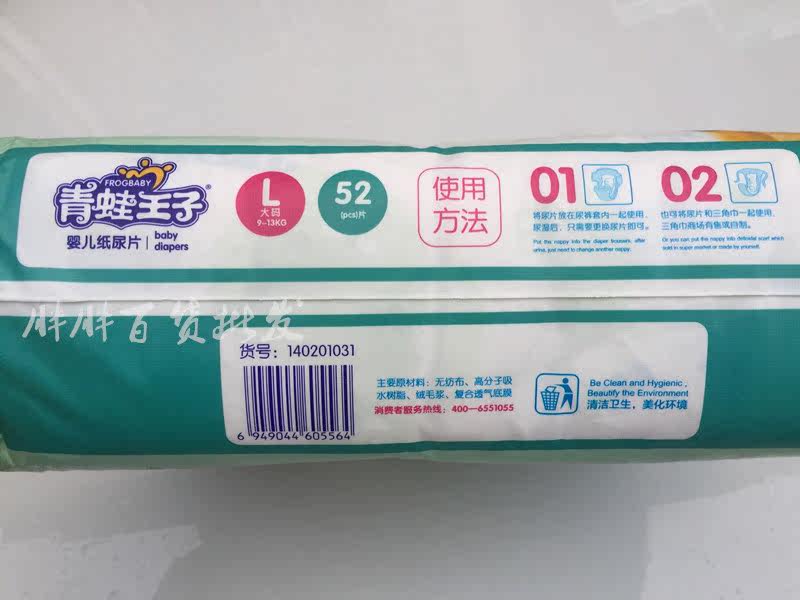 FROGBABY
青蛙王子®
婴儿纸尿片 | baby diapers
L
大码
9-13KG
52
(pcs)片
使用
方法
01
将尿片放在尿裤套内一起使用，
尿湿后，只需要更换尿片即可。
Put the nappy into the diaper trousers, after
urine, just need to change another nappy.
02
也可将尿片和三角巾一起使用，
三角巾商场有售或自制。
Or you can put the nappy into deltoidal scarf which
sold in super market or made by yourself.
胖胖百货批发
货号：140201031
6 949044 605564
主要原材料：无纺布、高分子吸
水树脂、绒毛浆、复合透气底膜
消费者服务热线：400-6551055
Be Clean and Hygienic ,
Beautify the Environment
清洁卫生，美化环境